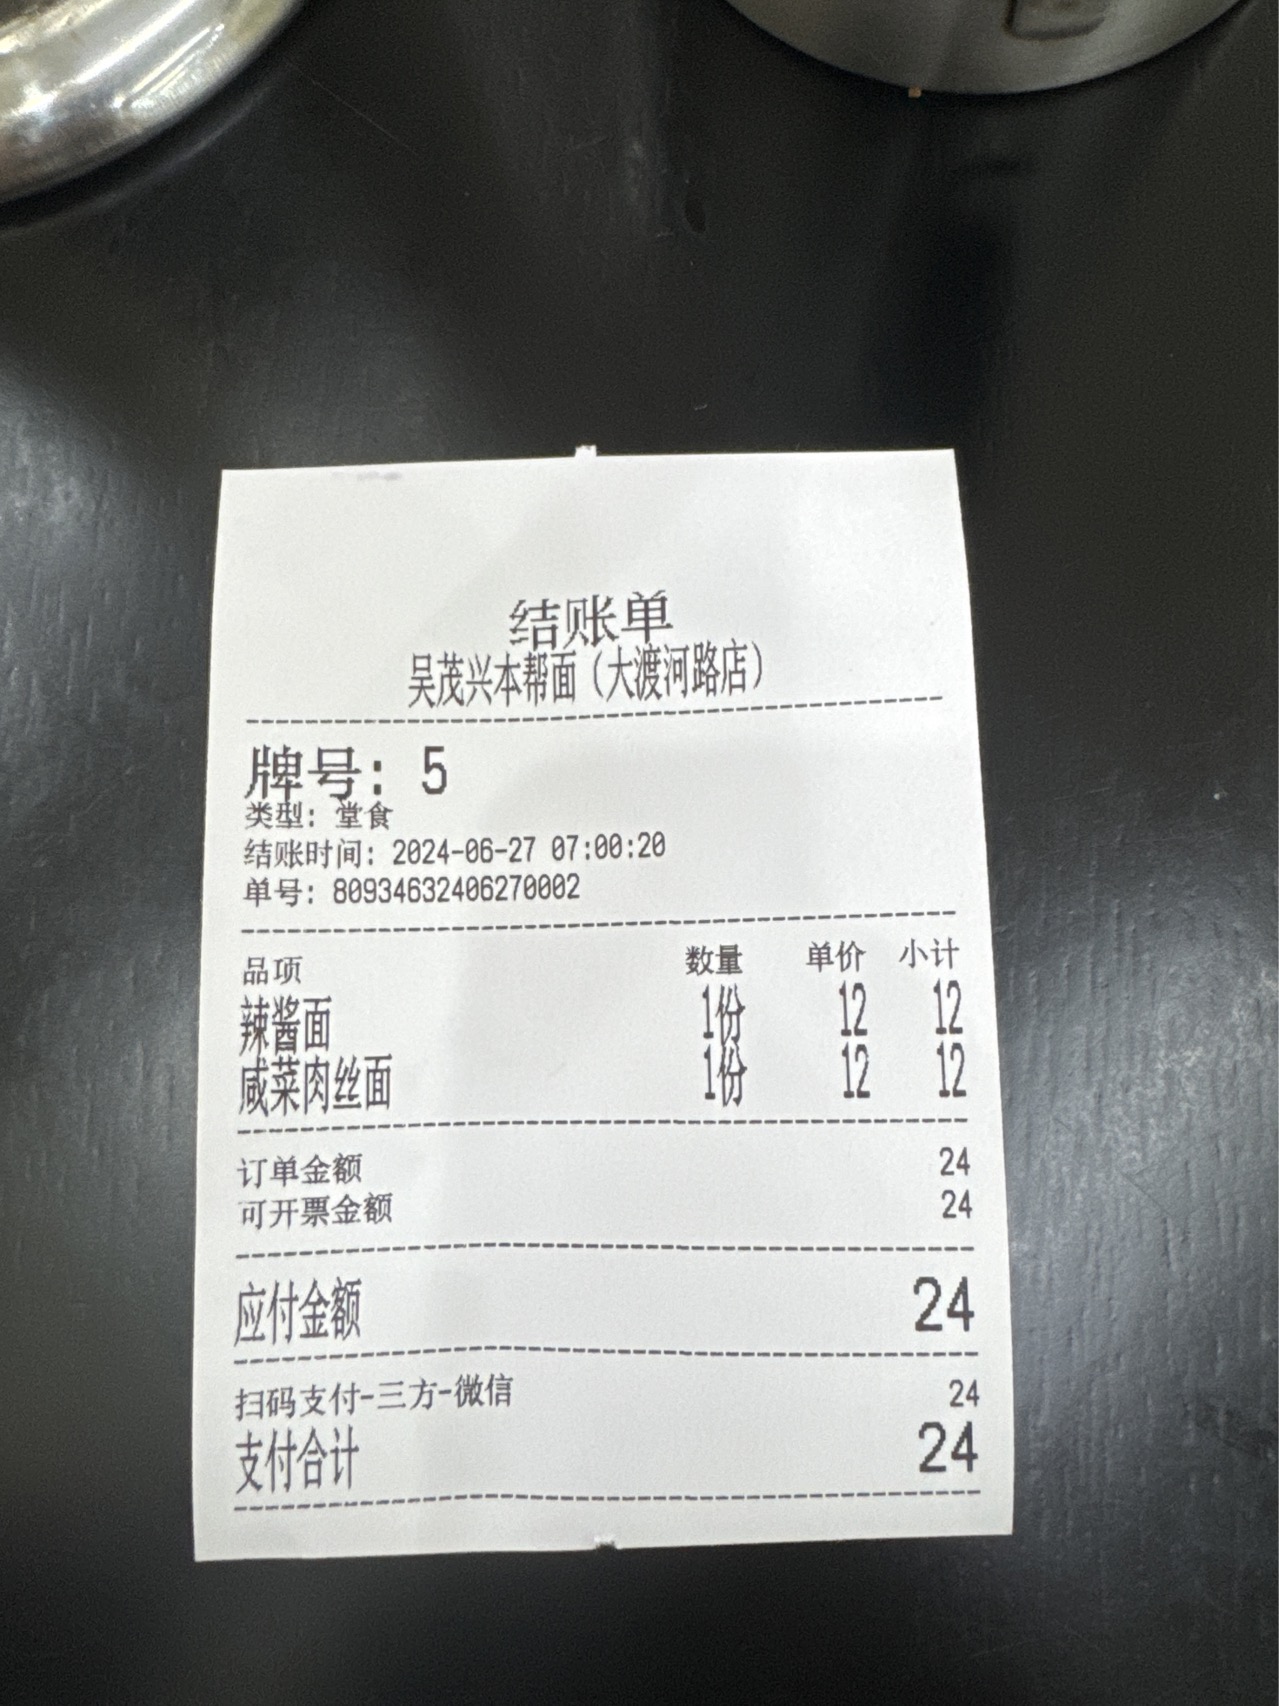 结账单
吴茂兴本帮面（大渡河路店）
牌号：5
类型：堂食
结账时间：2024-06-27 07:00:20
单号：80934632406270002
品项 数量 单价 小计
辣酱面 1份 12 12
咸菜肉丝面 1份 12 12
订单金额 24
可开票金额 24
应付金额 24
扫码支付-三方-微信 24
支付合计 24